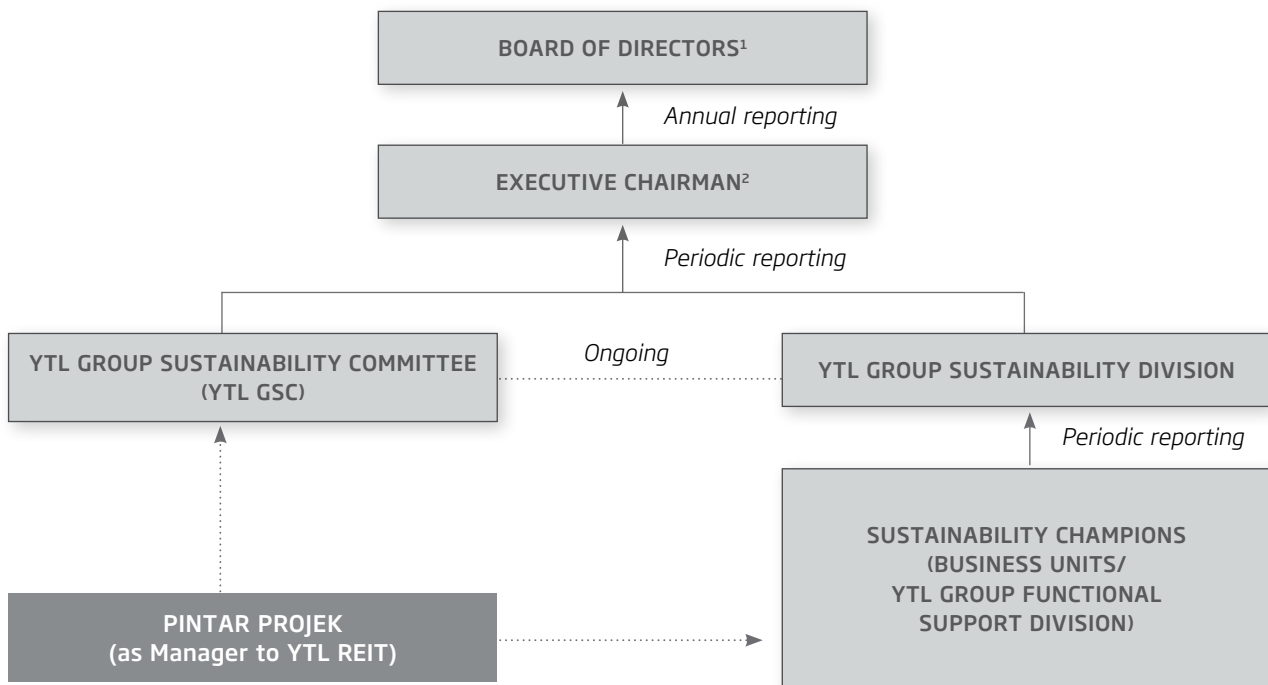 BOARD OF DIRECTORS¹
Annual reporting
EXECUTIVE CHAIRMAN²
Periodic reporting
YTL GROUP SUSTAINABILITY COMMITTEE
(YTL GSC)
Ongoing
YTL GROUP SUSTAINABILITY DIVISION
Periodic reporting
SUSTAINABILITY CHAMPIONS
(BUSINESS UNITS/
YTL GROUP FUNCTIONAL
SUPPORT DIVISION)
PINTAR PROJEK
(as Manager to YTL REIT)